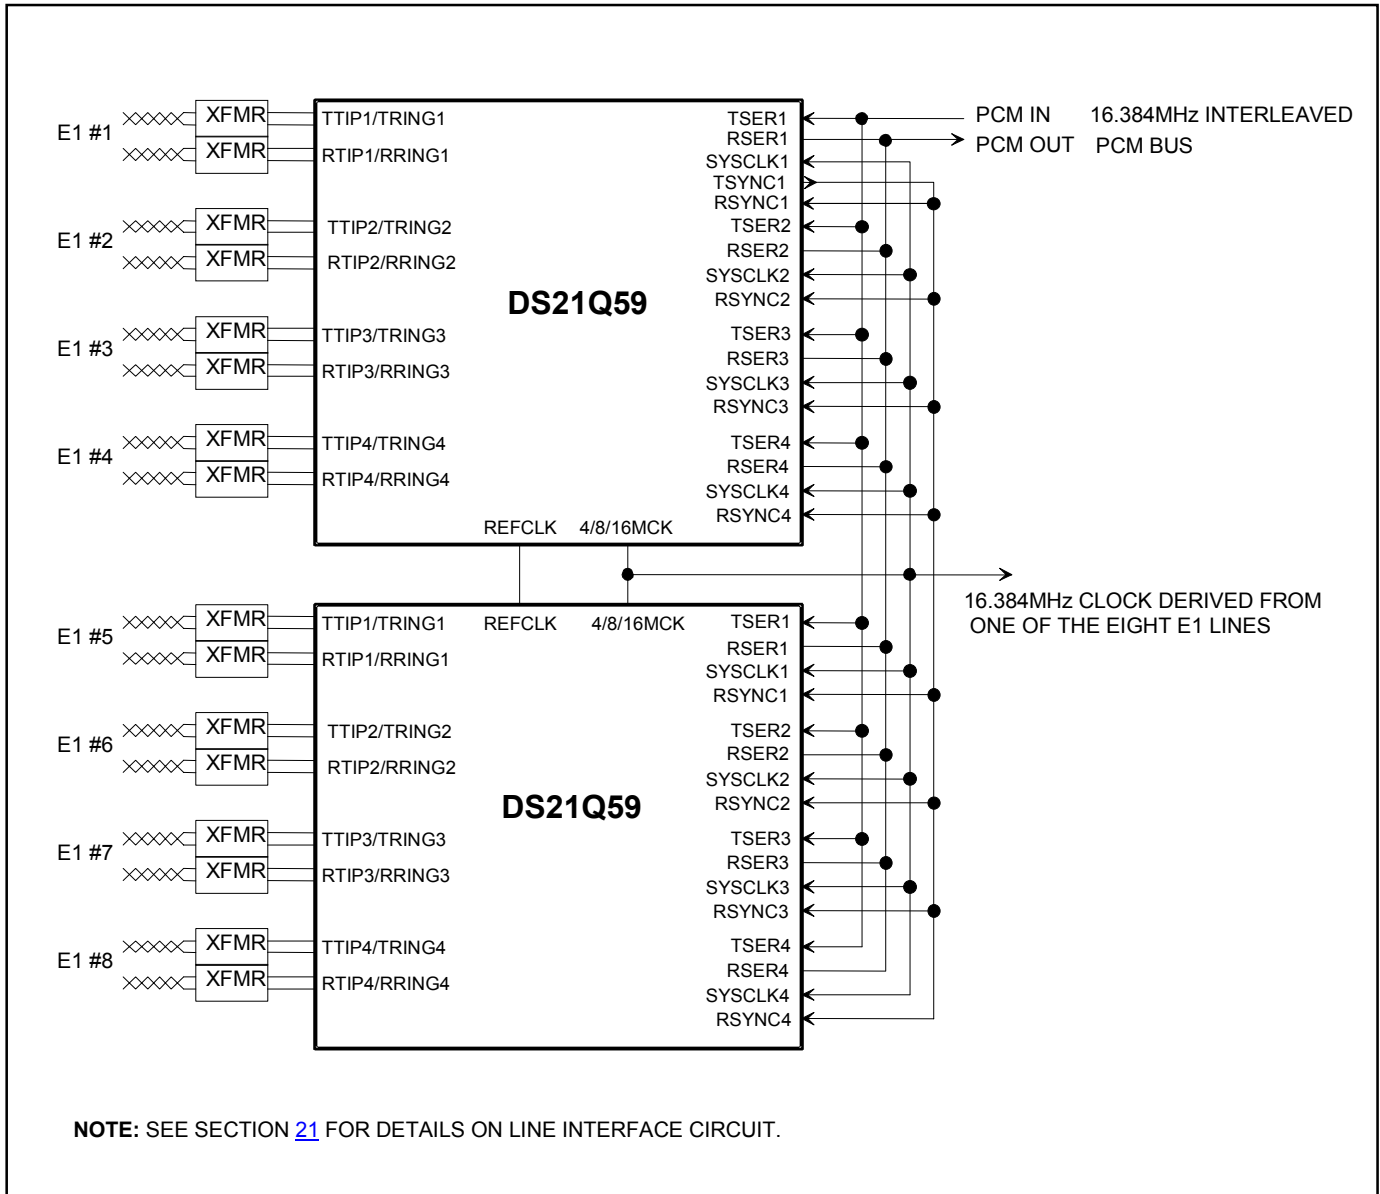 E1 #1
XFMR
XFMR
TTIP1/TRING1
RTIP1/RRING1
E1 #2
XFMR
XFMR
TTIP2/TRING2
RTIP2/RRING2
E1 #3
XFMR
XFMR
TTIP3/TRING3
RTIP3/RRING3
E1 #4
XFMR
XFMR
TTIP4/TRING4
RTIP4/RRING4
DS21Q59
REFCLK 4/8/16MCK
TSER1
RSER1
SYSCLK1
TSYNC1
RSYNC1
TSER2
RSER2
SYSCLK2
RSYNC2
TSER3
RSER3
SYSCLK3
RSYNC3
TSER4
RSER4
SYSCLK4
RSYNC4
PCM IN 16.384MHz INTERLEAVED
PCM OUT PCM BUS
16.384MHz CLOCK DERIVED FROM
ONE OF THE EIGHT E1 LINES
E1 #5
XFMR
XFMR
TTIP1/TRING1
RTIP1/RRING1
E1 #6
XFMR
XFMR
TTIP2/TRING2
RTIP2/RRING2
E1 #7
XFMR
XFMR
TTIP3/TRING3
RTIP3/RRING3
E1 #8
XFMR
XFMR
TTIP4/TRING4
RTIP4/RRING4
REFCLK 4/8/16MCK
DS21Q59
TSER1
RSER1
SYSCLK1
RSYNC1
TSER2
RSER2
SYSCLK2
RSYNC2
TSER3
RSER3
SYSCLK3
RSYNC3
TSER4
RSER4
SYSCLK4
RSYNC4
NOTE: SEE SECTION 21 FOR DETAILS ON LINE INTERFACE CIRCUIT.